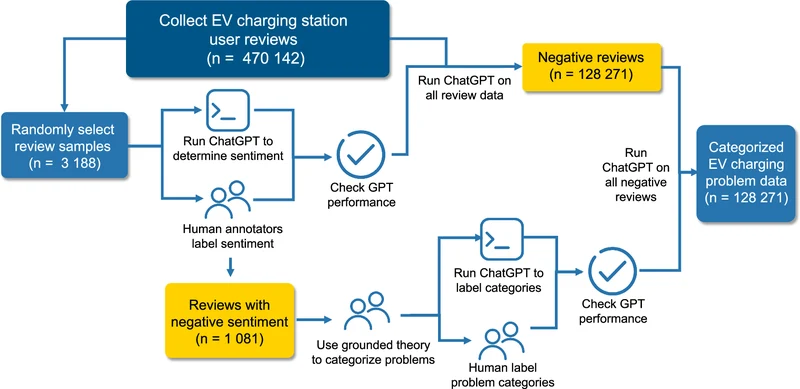 Collect EV charging station
user reviews
(n = 470 142)
Negative reviews
(n = 128 271)
Run ChatGPT on
all review data
Randomly select
review samples
(n = 3 188)
Run ChatGPT to
determine sentiment
Check GPT
performance
Human annotators
label sentiment
Run
ChatGPT on
all negative
reviews
Categorized
EV charging
problem data
(n = 128 271)
Reviews with
negative sentiment
(n = 1 081)
Use grounded theory
to categorize problems
Run ChatGPT to
label categories
Human label
problem categories
Check GPT
performance